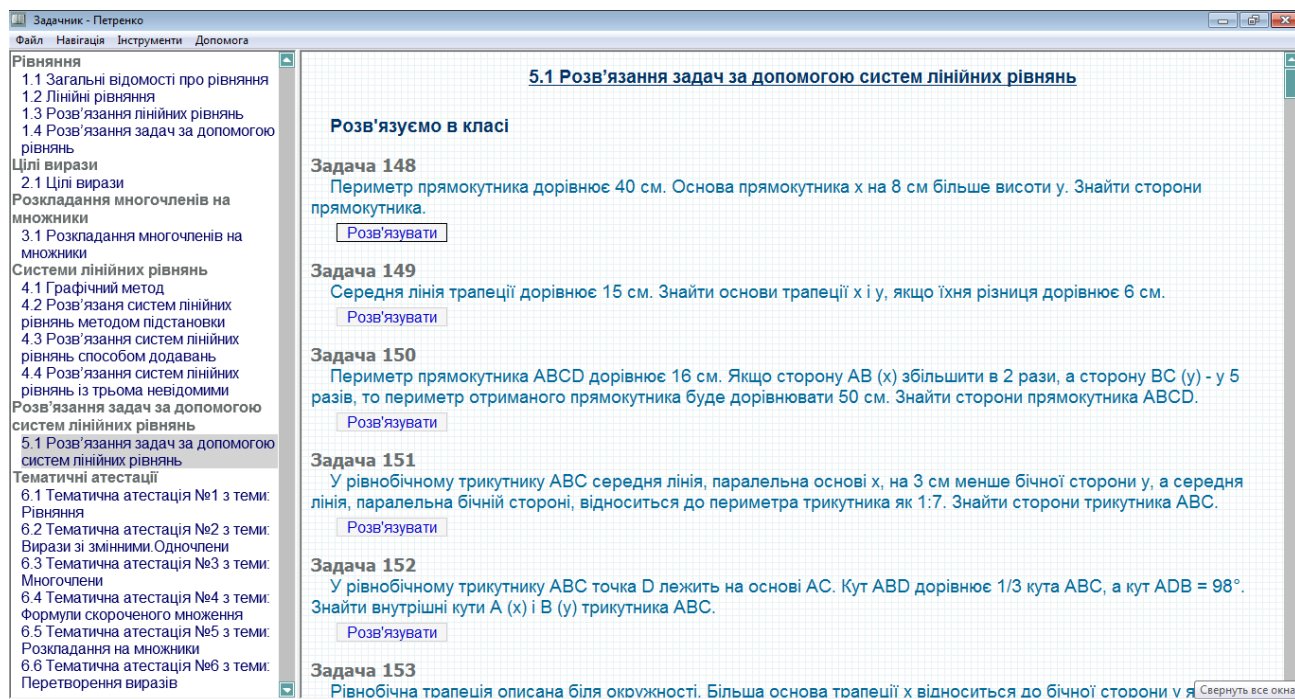 Задачник - Петренко
Файл Навігація Інструменти Допомога
Рівняння
1.1 Загальні відомості про рівняння
1.2 Лінійні рівняння
1.3 Розв'язання лінійних рівнянь
1.4 Розв'язання задач за допомогою
рівнянь
Цілі вирази
2.1 Цілі вирази
Розкладання многочленів на
множники
3.1 Розкладання многочленів на
множники
Системи лінійних рівнянь
4.1 Графічний метод
4.2 Розв'язаня систем лінійних
рівнянь методом підстановки
4.3 Розв'язання систем лінійних
рівнянь способом додавань
4.4 Розв'язання систем лінійних
рівнянь із трьома невідомими
Розв'язання задач за допомогою
систем лінійних рівнянь
5.1 Розв'язання задач за допомогою
систем лінійних рівнянь
Тематичні атестації
6.1 Тематична атестація №1 з теми:
Рівняння
6.2 Тематична атестація №2 з теми:
Вирази зі змінними.Одночлени
6.3 Тематична атестація №3 з теми:
Многочлени
6.4 Тематична атестація №4 з теми:
Формули скороченого множення
6.5 Тематична атестація №5 з теми:
Розкладання на множники
6.6 Тематична атестація №6 з теми:
Перетворення виразів
5.1 Розв'язання задач за допомогою систем лінійних рівнянь
Розв'язуємо в класі
Задача 148
Периметр прямокутника дорівнює 40 см. Основа прямокутника x на 8 см більше висоти y. Знайти сторони
прямокутника.
Розв'язувати
Задача 149
Середня лінія трапеції дорівнює 15 см. Знайти основи трапеції x і y, якщо їхня різниця дорівнює 6 см.
Розв'язувати
Задача 150
Периметр прямокутника ABCD дорівнює 16 см. Якщо сторону AB (x) збільшити в 2 рази, а сторону BC (y) - у 5
разів, то периметр отриманого прямокутника буде дорівнювати 50 см. Знайти сторони прямокутника ABCD.
Розв'язувати
Задача 151
У рівнобічному трикутнику ABC середня лінія, паралельна основі x, на 3 см менше бічної сторони y, а середня
лінія, паралельна бічній стороні, відноситься до периметра трикутника як 1:7. Знайти сторони трикутника ABC.
Розв'язувати
Задача 152
У рівнобічному трикутнику ABC точка D лежить на основі AC. Кут ABD дорівнює 1/3 кута ABC, а кут ADB = 98°.
Знайти внутрішні кути A (x) і B (y) трикутника ABC.
Розв'язувати
Задача 153
Рівнобічна трапеція описана біля окружності. Більша основа трапеції x відноситься до бічної сторони y я
Свернуть все окна